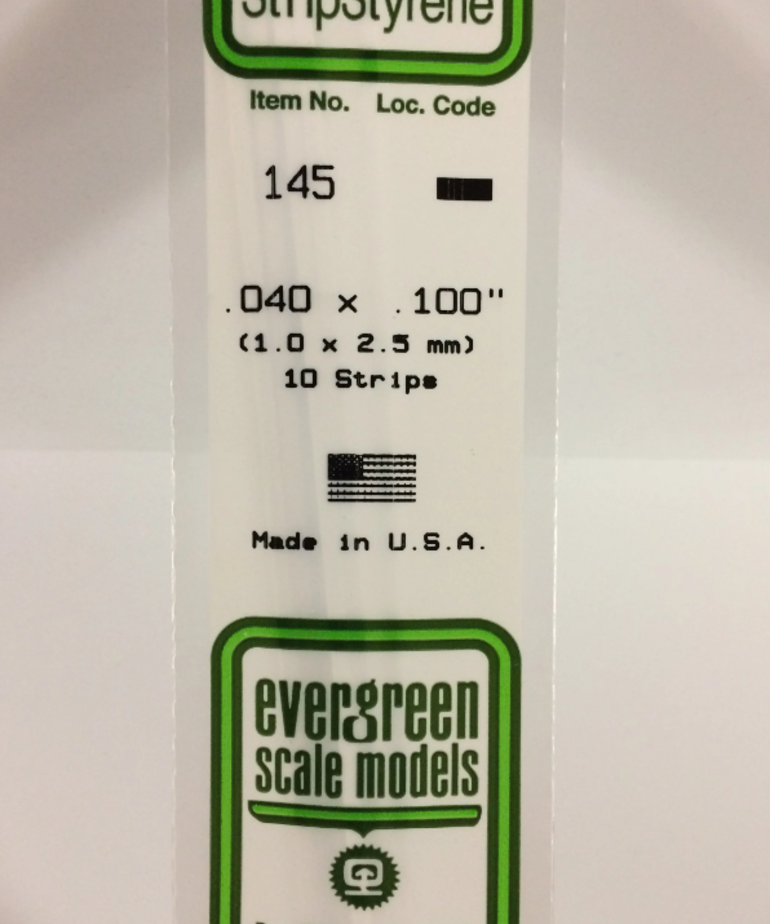 StripStyrene
Item No. Loc. Code
145
.040 x .100"
(1.0 x 2.5 mm)
10 Strips
Made in U.S.A.
evergreen
scale models